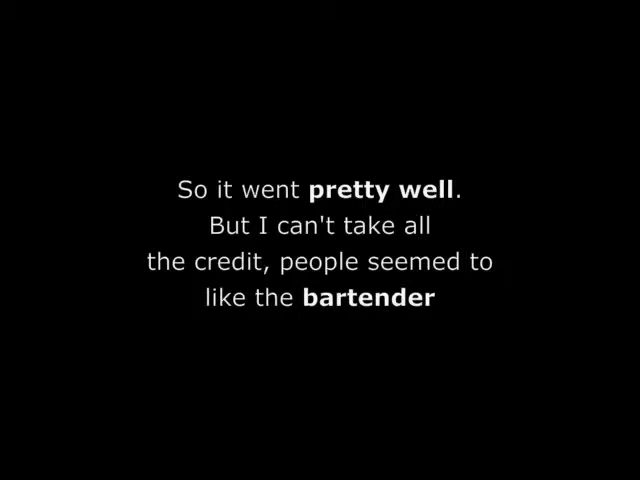 So it went pretty well.
But I can't take all
the credit, people seemed to
like the bartender